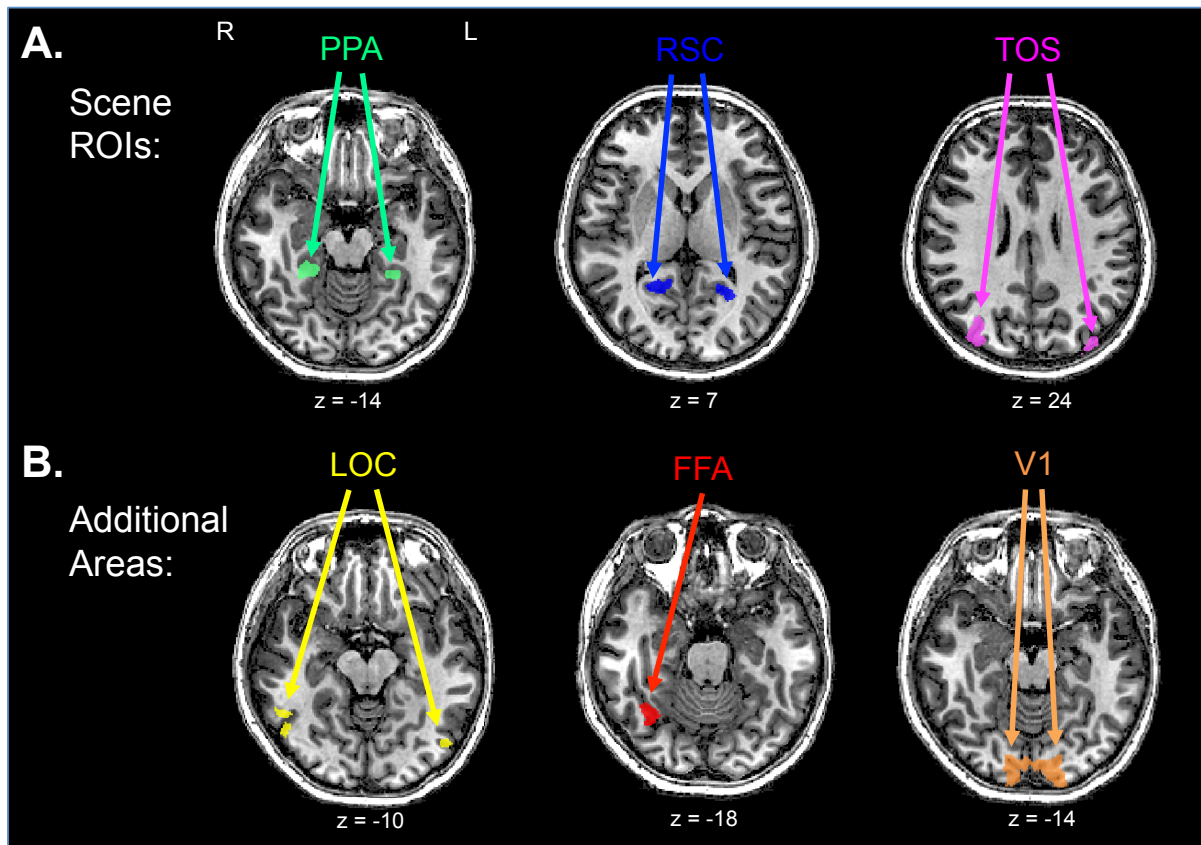 A.
R
L
Scene
ROIs:
PPA
RSC
TOS
z = -14
z = 7
z = 24
B.
Additional
Areas:
LOC
FFA
V1
z = -10
z = -18
z = -14